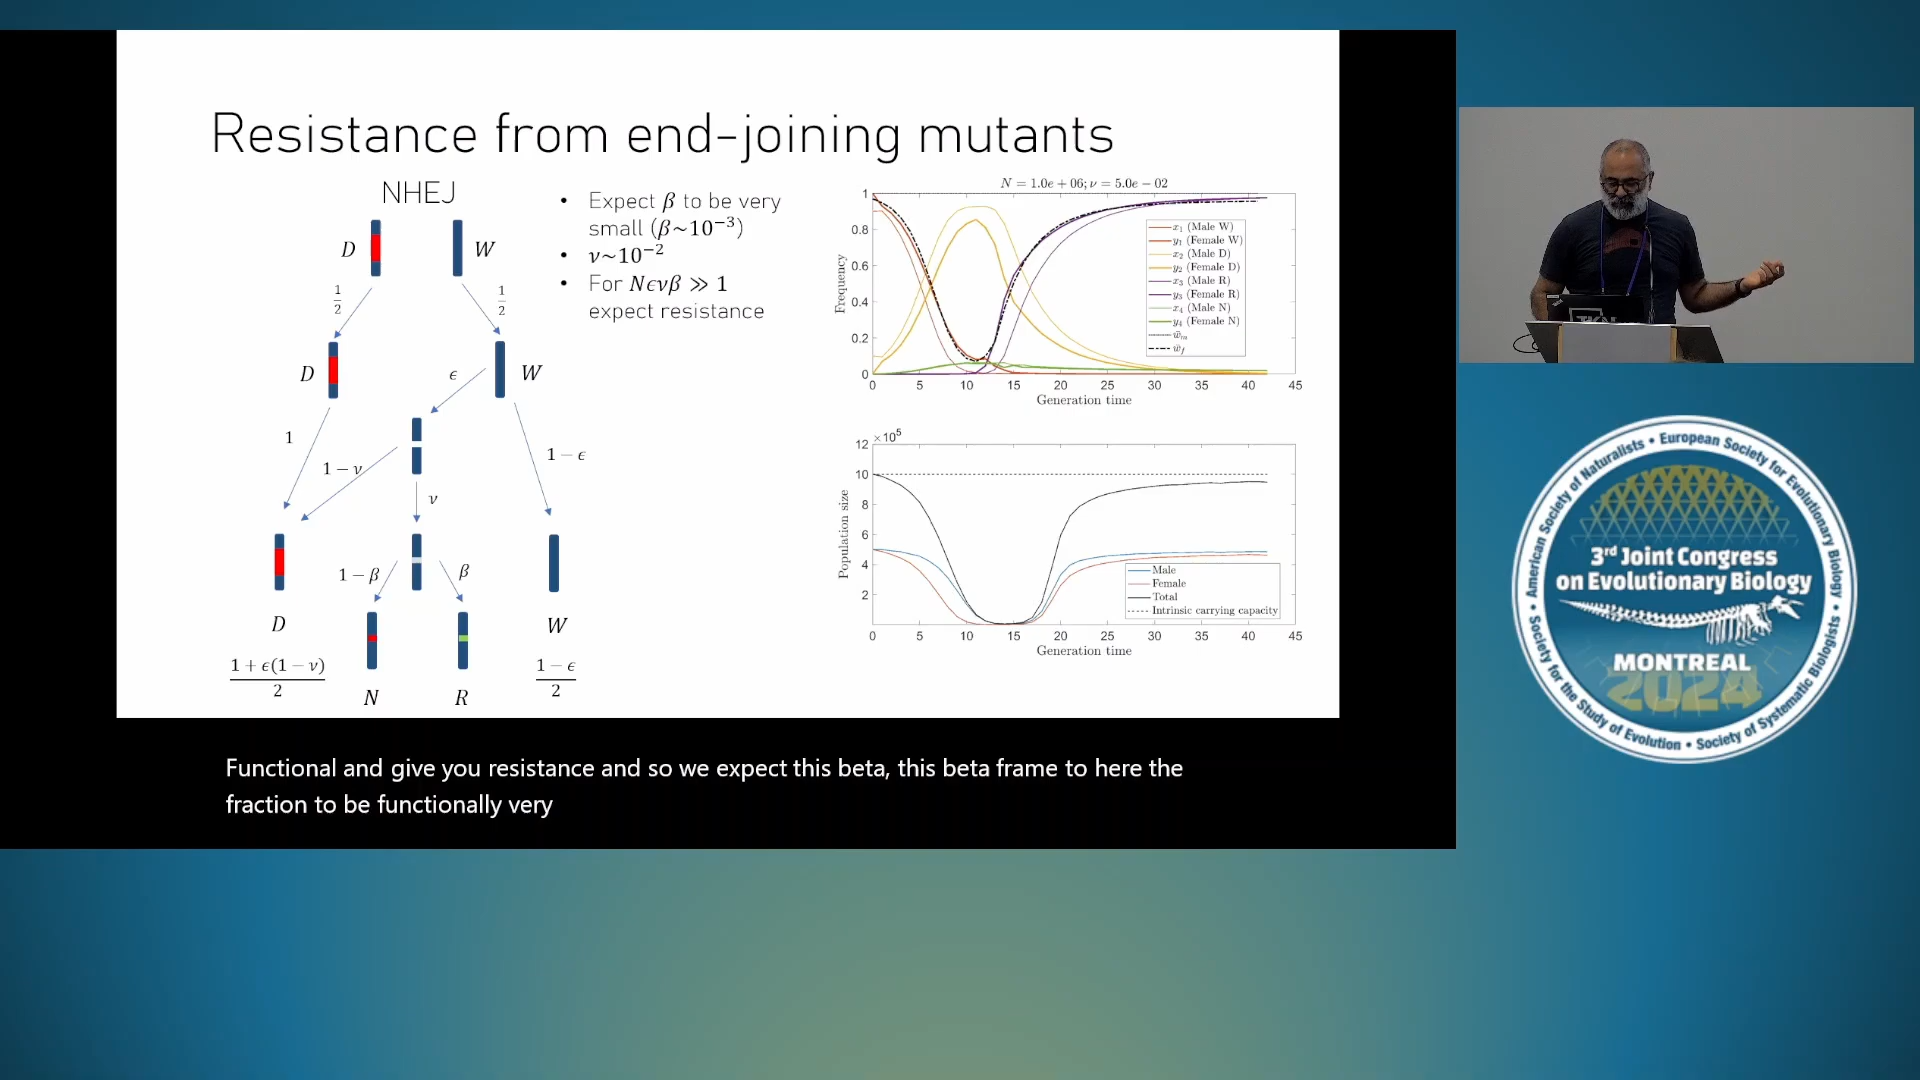 Resistance from end-joining mutants
NHEJ
D
W
1/2
1/2
D
W
ϵ
1
1 − ν
ν
1 − ϵ
1 − β
β
D
N
R
W
1 + ϵ(1 − ν)
2
1 − ϵ
2
• Expect β to be very
small (β~10⁻³)
• ν~10⁻²
• For Nϵνβ ≫ 1
expect resistance
N = 1.0e + 06; ν = 5.0e − 02
Frequency
1
0.8
0.6
0.4
0.2
0
0 5 10 15 20 25 30 35 40 45
Generation time
x₁ (Male W)
y₁ (Female W)
x₂ (Male D)
y₂ (Female D)
x₃ (Male R)
y₃ (Female R)
x₄ (Male N)
y₄ (Female N)
w̄ₘ
w̄f
×10⁵
Population size
12
10
8
6
4
2
0 5 10 15 20 25 30 35 40 45
Generation time
Male
Female
Total
Intrinsic carrying capacity
Functional and give you resistance and so we expect this beta, this beta frame to here the
fraction to be functionally very
American Society of Naturalists • European Society for Evolutionary Biology • Society of Systematic Biologists • Society for the Study of Evolution •
3rd Joint Congress
on Evolutionary Biology
MONTREAL
2024